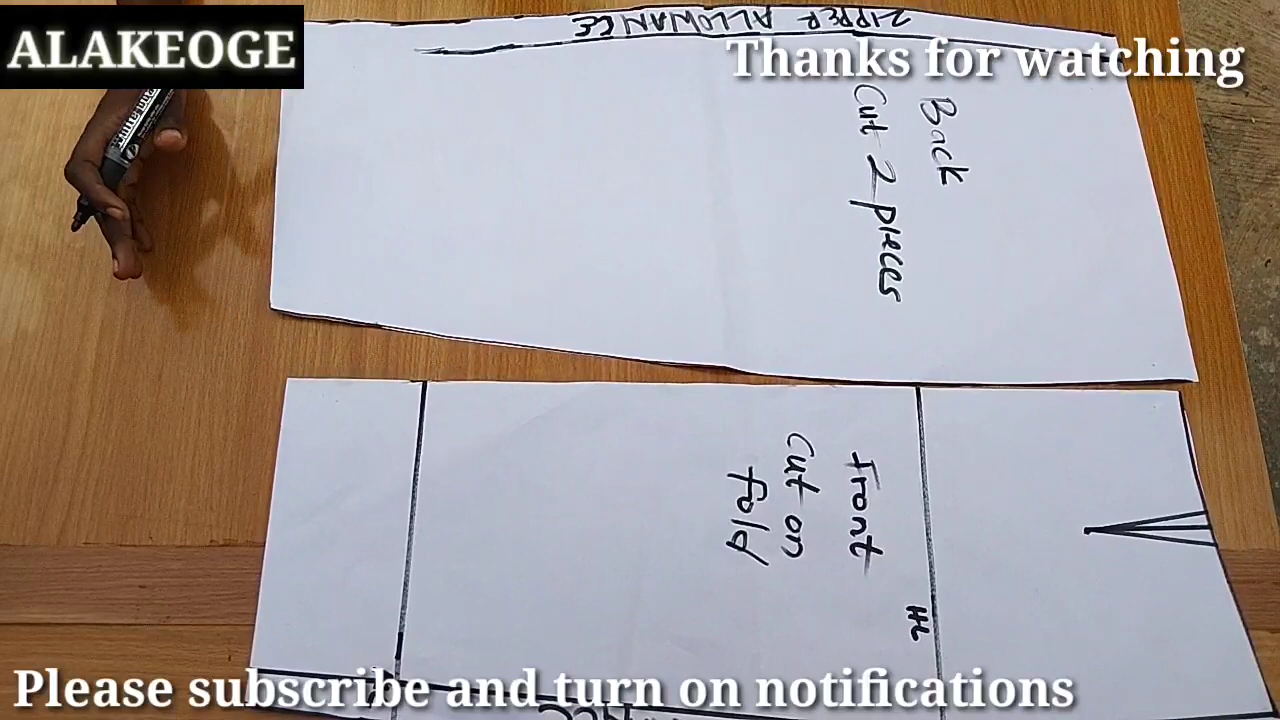 ALAKEOGE
ZIPPER ALLOWANCE
Thanks for watching
Back
Cut 2 pieces
Front
Cut on
fold
HL
Please subscribe and turn on notifications